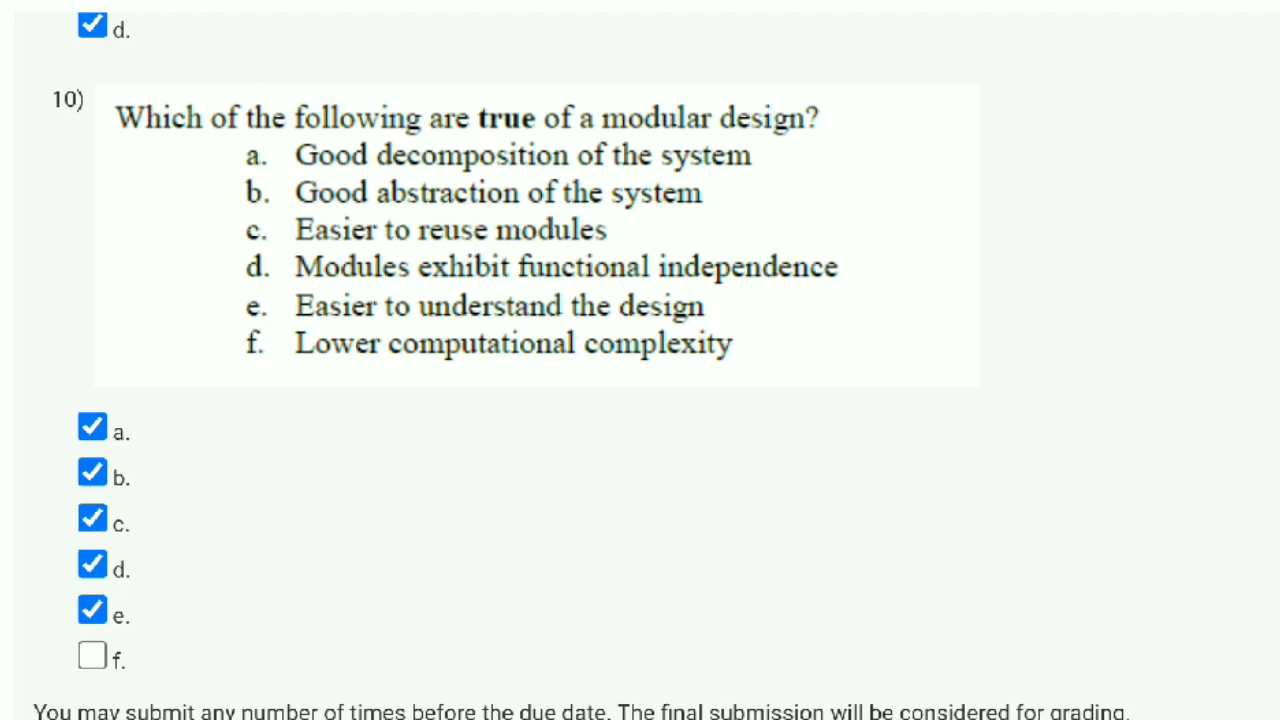 d.
10)
Which of the following are true of a modular design?
a. Good decomposition of the system
b. Good abstraction of the system
c. Easier to reuse modules
d. Modules exhibit functional independence
e. Easier to understand the design
f. Lower computational complexity
a.
b.
c.
d.
e.
f.
You may submit any number of times before the due date. The final submission will be considered for grading.